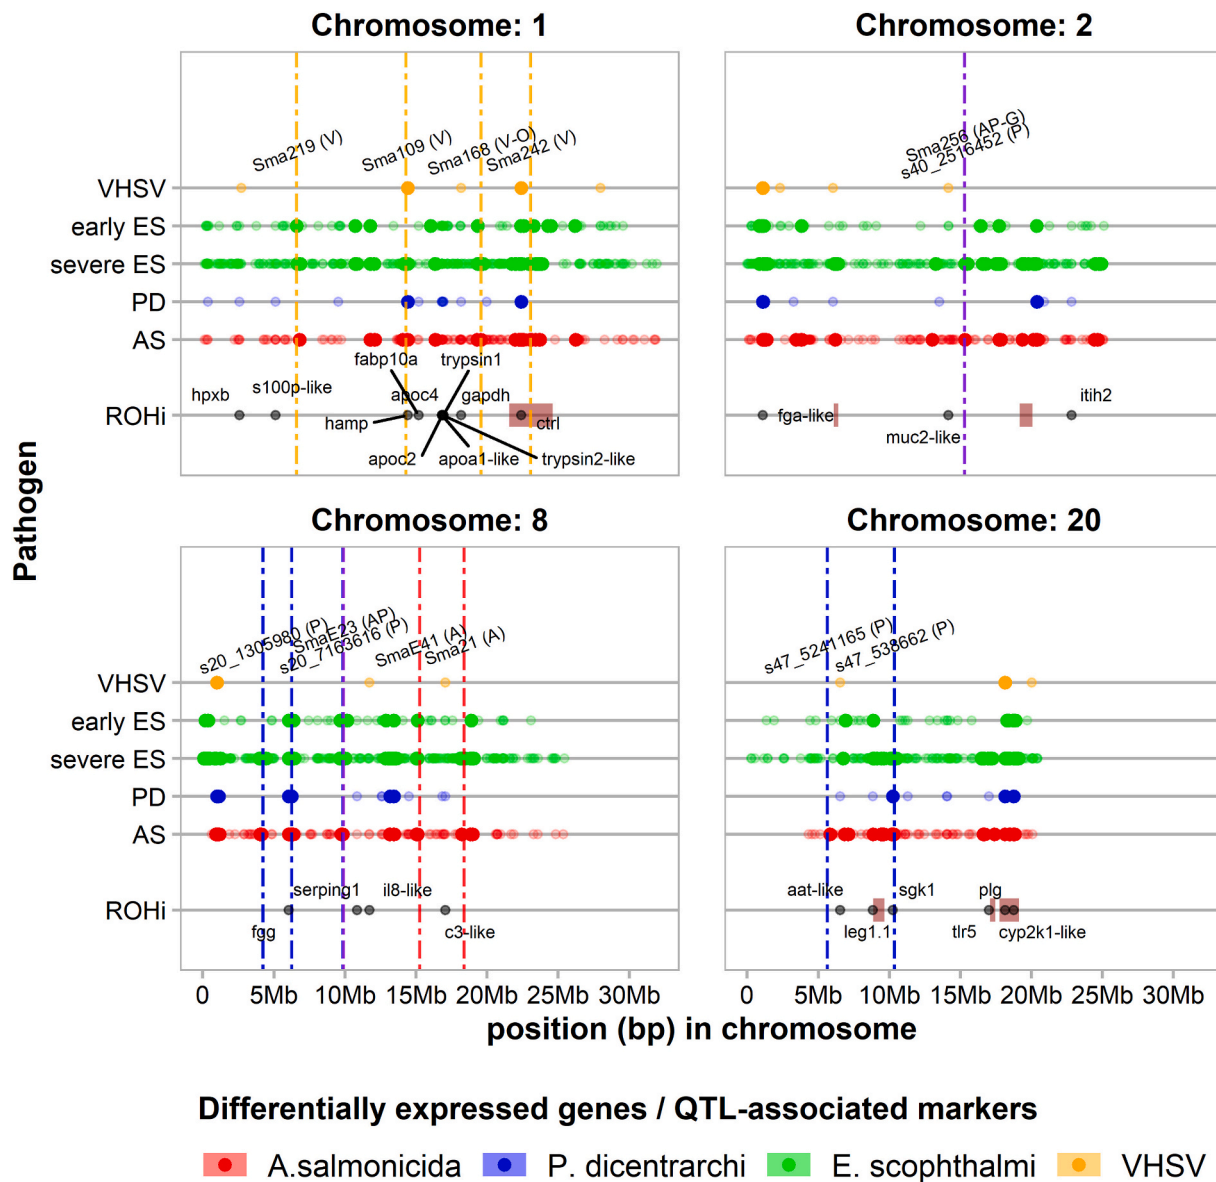 Chromosome: 1
Chromosome: 2
Sma219 (V)
Sma109 (V)
Sma168 (V-O)
Sma242 (V)
Sma256 (AP-G)
s40_2516452 (P)
VHSV
early ES
severe ES
PD
AS
ROHi
fabp10a
trypsin1
hpxb
s100p-like
apoc4
gapdh
hamp
ctrl
apoc2
apoa1-like
trypsin2-like
fga-like
itih2
muc2-like
Pathogen
Chromosome: 8
Chromosome: 20
s20_1305980 (P)
SmaE23 (AP)
s20_7163616 (P)
SmaE41 (A)
Sma21 (A)
s47_5241165 (P)
s47_538662 (P)
VHSV
early ES
severe ES
PD
AS
ROHi
serping1
il8-like
fgg
c3-like
aat-like
sgk1
plg
leg1.1
tlr5
cyp2k1-like
0 5Mb 10Mb 15Mb 20Mb 25Mb 30Mb
0 5Mb 10Mb 15Mb 20Mb 25Mb 30Mb
position (bp) in chromosome
Differentially expressed genes / QTL-associated markers
A.salmonicida P. dicentrarchi E. scophthalmi VHSV